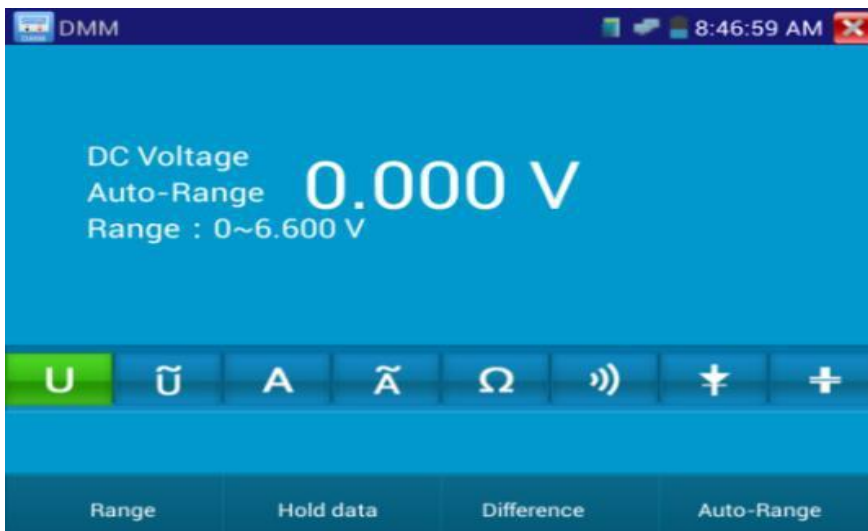 DMM 8:46:59 AM
DC Voltage
Auto-Range
Range : 0~6.600 V
0.000 V
U Ũ A Ã Ω
Range Hold data Difference Auto-Range